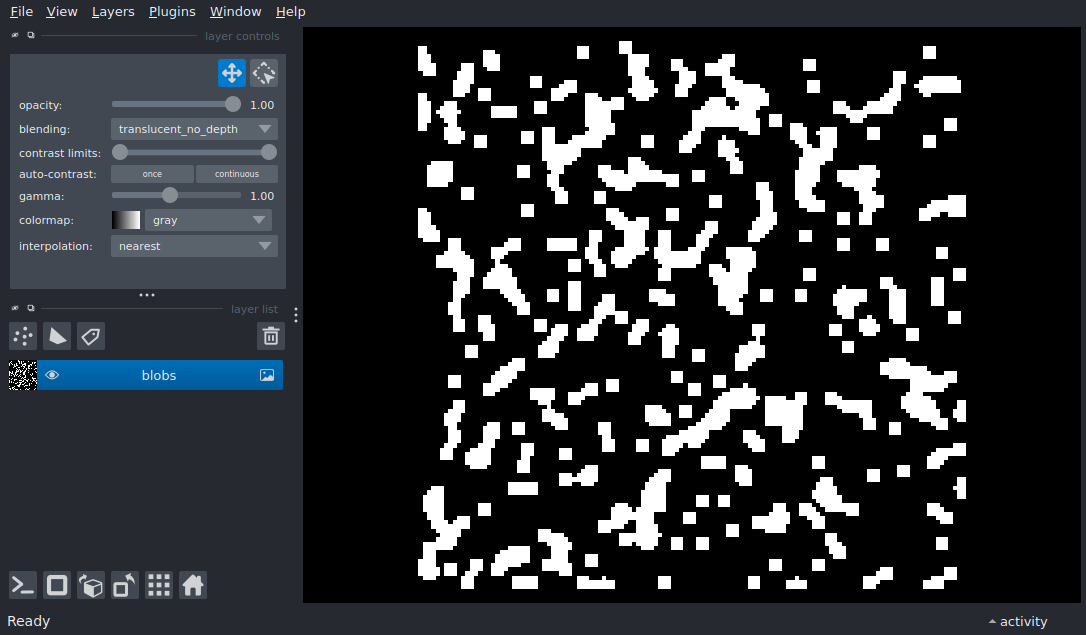 File View Layers Plugins Window Help
layer controls
opacity: 1.00
blending: translucent_no_depth
contrast limits:
auto-contrast: once continuous
gamma: 1.00
colormap: gray
interpolation: nearest
layer list
blobs
Ready
activity